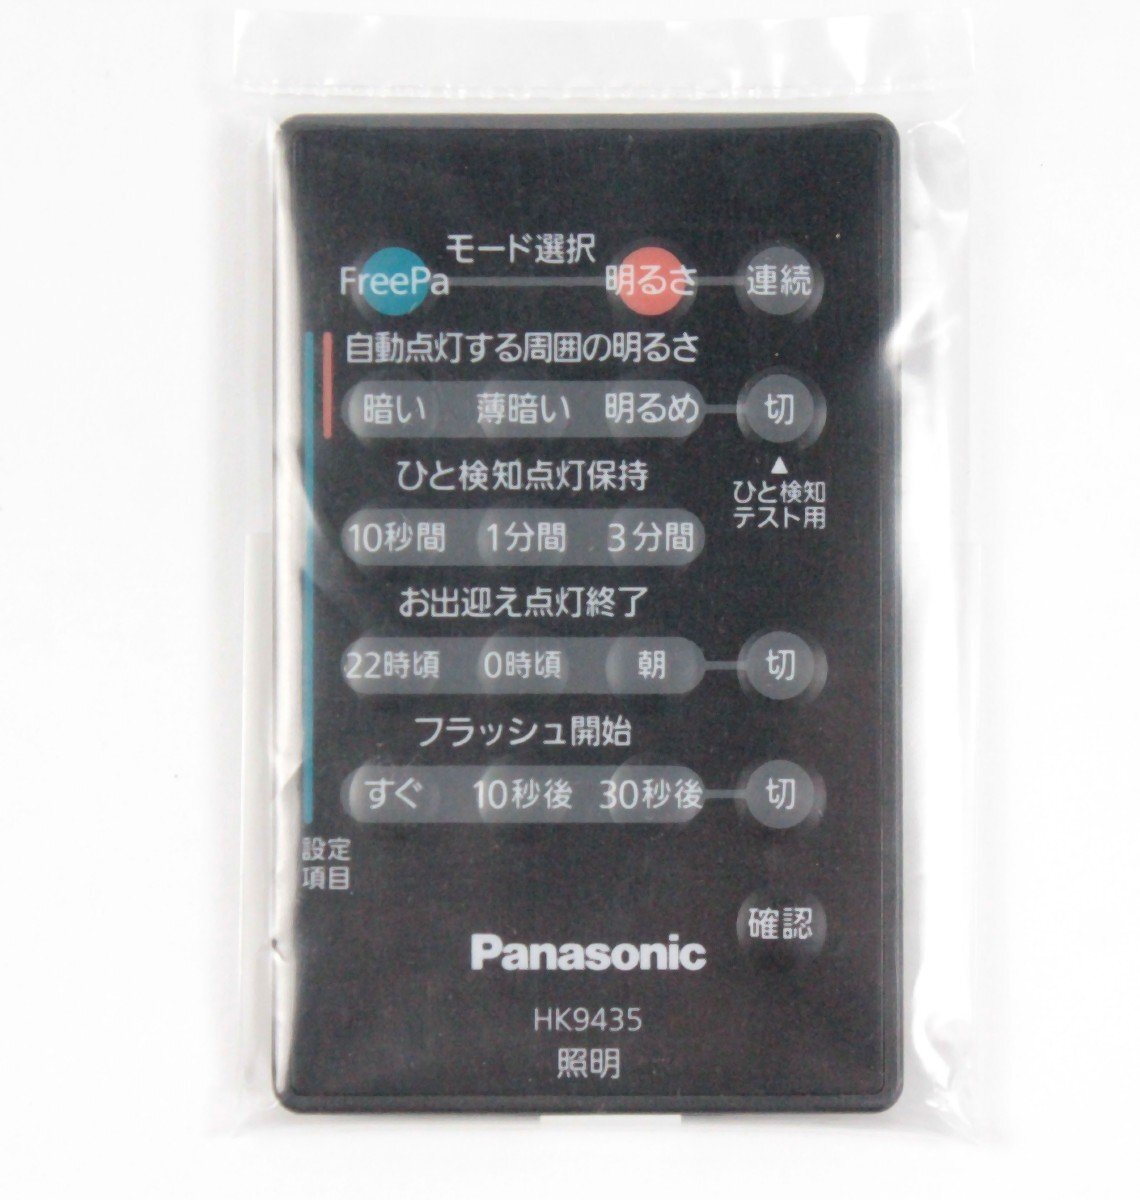 モード選択
FreePa 明るさ 連続
自動点灯する周囲の明るさ
暗い 薄暗い 明るめ 切
▲
ひと検知点灯保持
ひと検知
テスト用
10秒間 1分間 3分間
お出迎え点灯終了
22時頃 0時頃 朝 切
フラッシュ開始
すぐ 10秒後 30秒後 切
設定
項目
確認
Panasonic
HK9435
照明